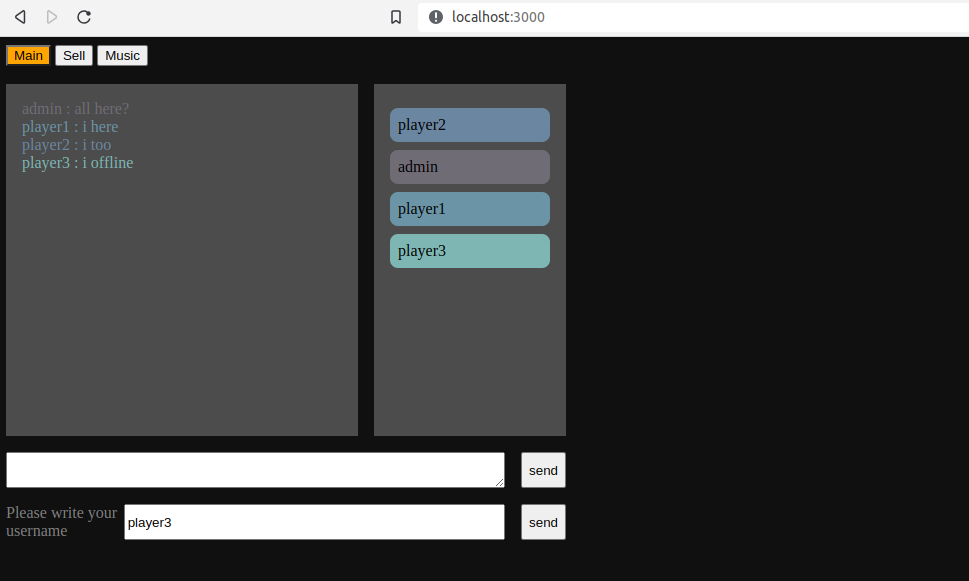 localhost:3000
Main Sell Music
admin : all here?
player1 : i here
player2 : i too
player3 : i offline
player2
admin
player1
player3
send
Please write your
username
player3
send